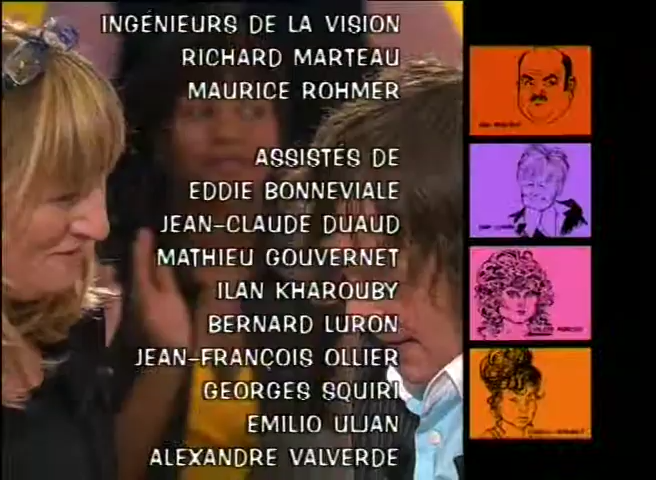 INGÉNIEURS DE LA VISION
RICHARD MARTEAU
MAURICE ROHMER
ASSISTÉS DE
EDDIE BONNEVIALE
JEAN-CLAUDE DUAUD
MATHIEU GOUVERNET
ILAN KHAROUBY
BERNARD LURON
JEAN-FRANÇOIS OLLIER
GEORGES SQUIRI
EMILIO ULJAN
ALEXANDRE VALVERDE